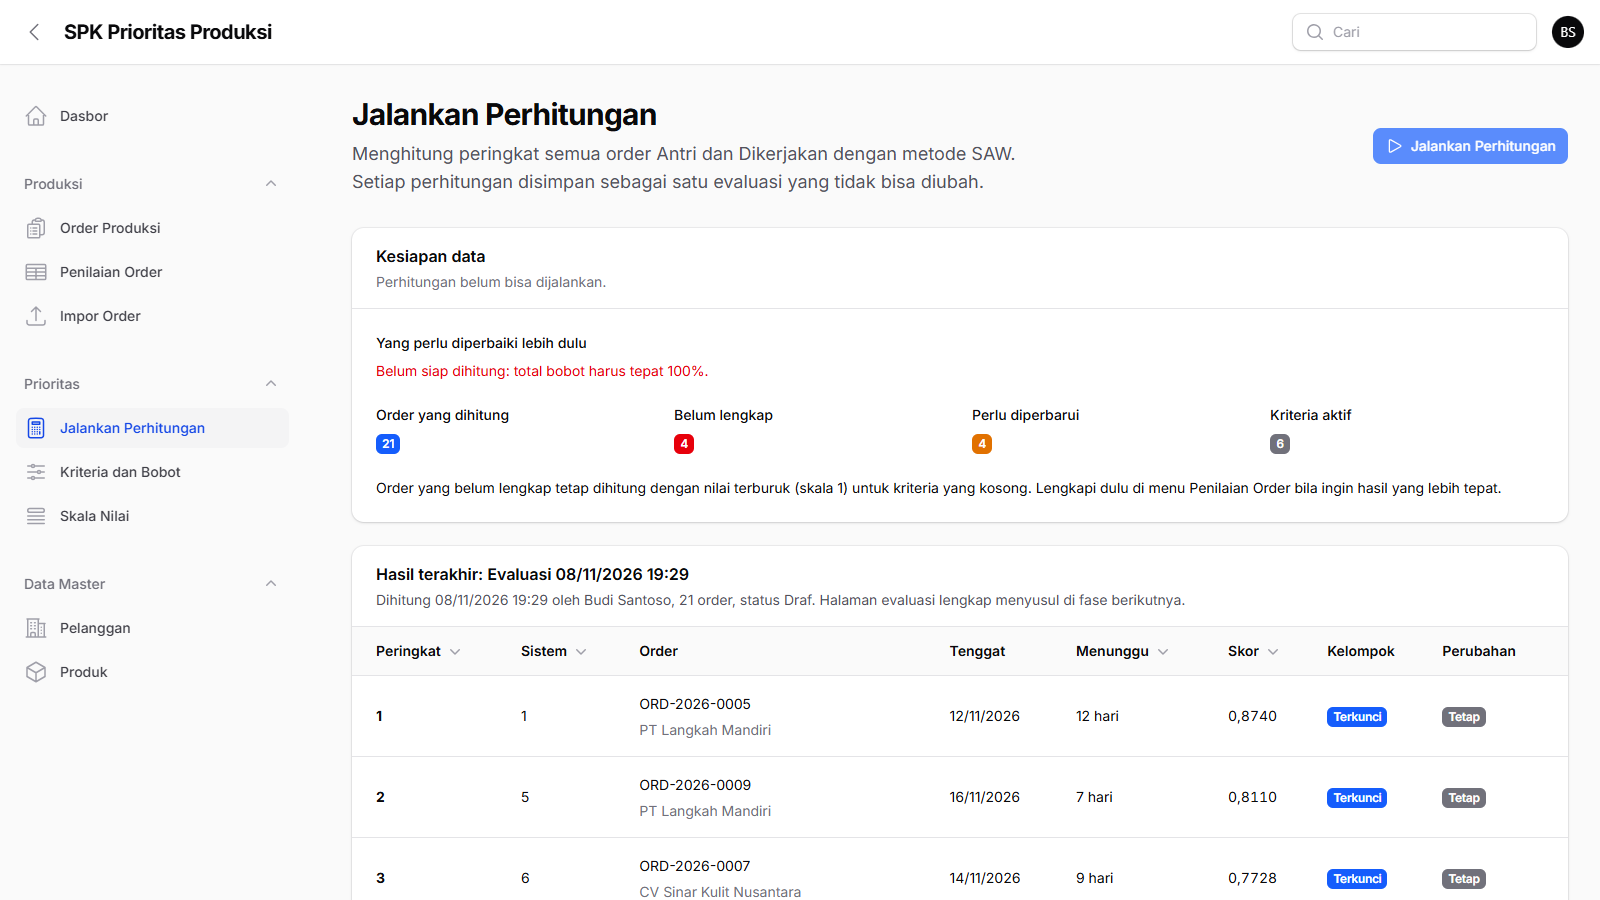 SPK Prioritas Produksi
Cari
BS
Dasbor
Produksi
Order Produksi
Penilaian Order
Impor Order
Prioritas
Jalankan Perhitungan
Kriteria dan Bobot
Skala Nilai
Data Master
Pelanggan
Produk
Jalankan Perhitungan
Menghitung peringkat semua order Antri dan Dikerjakan dengan metode SAW.
Setiap perhitungan disimpan sebagai satu evaluasi yang tidak bisa diubah.
Jalankan Perhitungan
Kesiapan data
Perhitungan belum bisa dijalankan.
Yang perlu diperbaiki lebih dulu
Belum siap dihitung: total bobot harus tepat 100%.
Order yang dihitung Belum lengkap Perlu diperbarui Kriteria aktif
21 4 4 6
Order yang belum lengkap tetap dihitung dengan nilai terburuk (skala 1) untuk kriteria yang kosong. Lengkapi dulu di menu Penilaian Order bila ingin hasil yang lebih tepat.
Hasil terakhir: Evaluasi 08/11/2026 19:29
Dihitung 08/11/2026 19:29 oleh Budi Santoso, 21 order, status Draf. Halaman evaluasi lengkap menyusul di fase berikutnya.
Peringkat Sistem Order Tenggat Menunggu Skor Kelompok Perubahan
1 1 ORD-2026-0005 12/11/2026 12 hari 0,8740 Terkunci Tetap
PT Langkah Mandiri
2 5 ORD-2026-0009 16/11/2026 7 hari 0,8110 Terkunci Tetap
PT Langkah Mandiri
3 6 ORD-2026-0007 14/11/2026 9 hari 0,7728 Terkunci Tetap
CV Sinar Kulit Nusantara